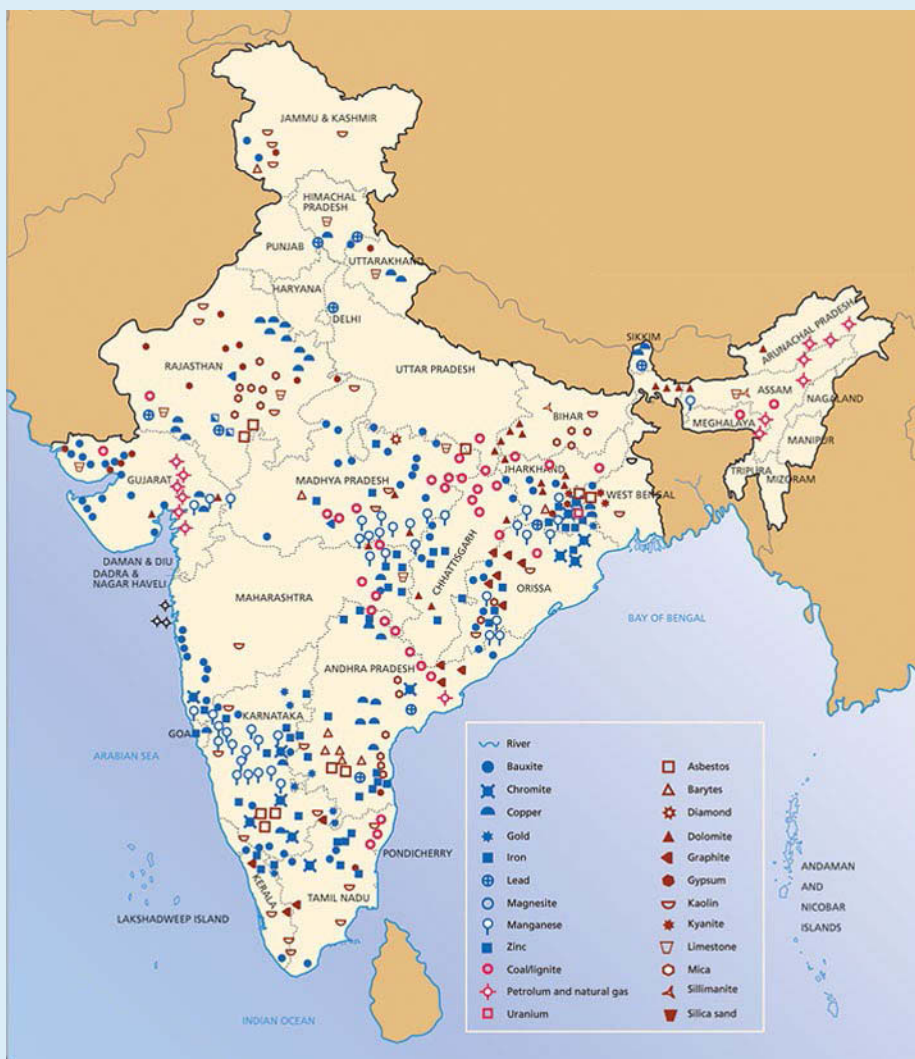 JAMMU & KASHMIR
HIMACHAL
PRADESH
PUNJAB
UTTARAKHAND
HARYANA
DELHI
RAJASTHAN
UTTAR PRADESH
SIKKIM
ARUNACHAL PRADESH
ASSAM
NAGALAND
MEGHALAYA
MANIPUR
BIHAR
TRIPURA
MIZORAM
GUJARAT
MADHYA PRADESH
JHARKHAND
WEST BENGAL
CHHATTISGARH
DAMAN & DIU
DADRA &
NAGAR HAVELI
MAHARASHTRA
ORISSA
BAY OF BENGAL
ANDHRA PRADESH
KARNATAKA
GOA
ARABIAN SEA
PONDICHERRY
KERALA
TAMIL NADU
LAKSHADWEEP ISLAND
INDIAN OCEAN
ANDAMAN
AND
NICOBAR
ISLANDS
River
Bauxite
Chromite
Copper
Gold
Iron
Lead
Magnesite
Manganese
Zinc
Coal/lignite
Petrolum and natural gas
Uranium
Asbestos
Barytes
Diamond
Dolomite
Graphite
Gypsum
Kaolin
Kyanite
Limestone
Mica
Sillimanite
Silica sand